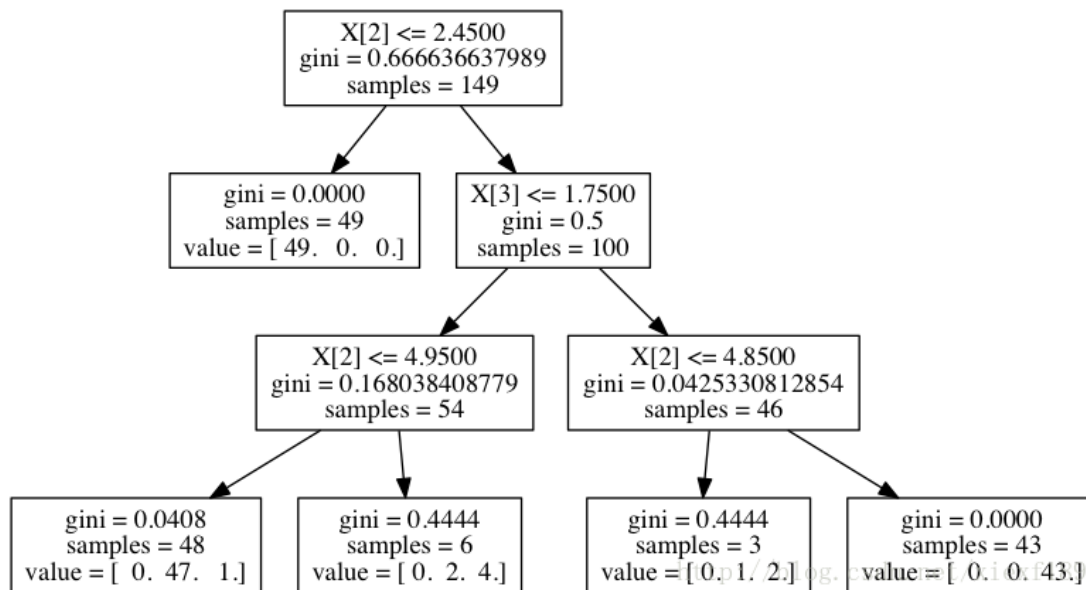 X[2] <= 2.4500
gini = 0.666636637989
samples = 149
gini = 0.0000
samples = 49
value = [ 49. 0. 0.]
X[3] <= 1.7500
gini = 0.5
samples = 100
X[2] <= 4.9500
gini = 0.168038408779
samples = 54
X[2] <= 4.8500
gini = 0.0425330812854
samples = 46
gini = 0.0408
samples = 48
value = [ 0. 47. 1.]
gini = 0.4444
samples = 6
value = [ 0. 2. 4.]
gini = 0.4444
samples = 3
value = [0. 1. 2.]
gini = 0.0000
samples = 43
value = [ 0. 0. 43.]